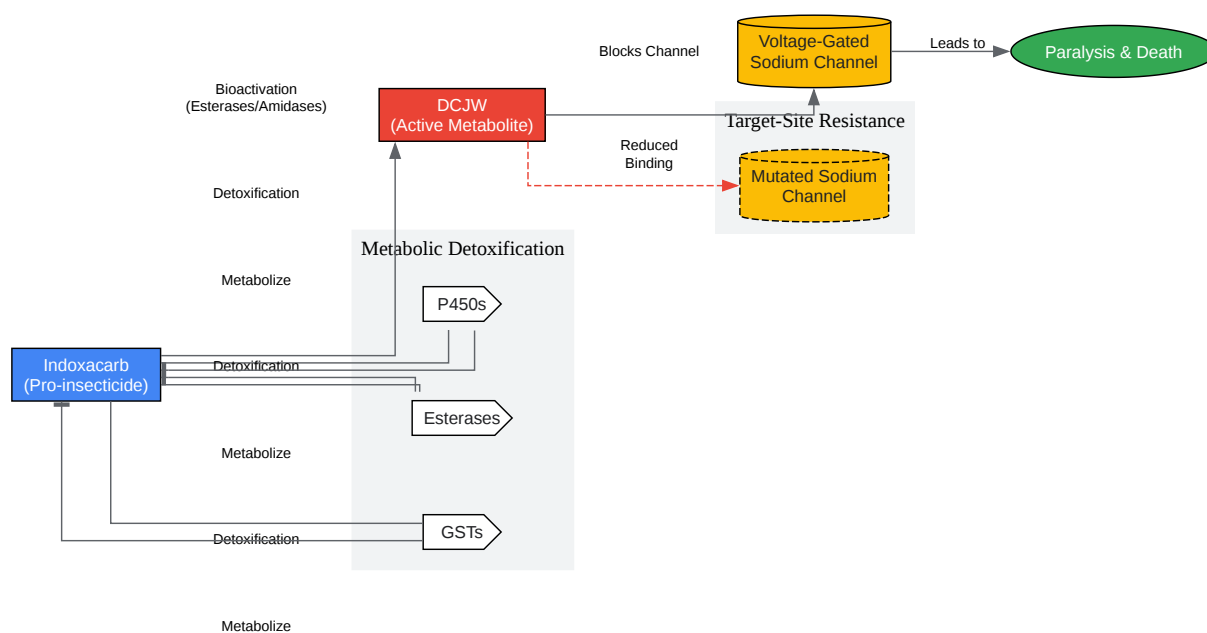 Voltage-Gated
Sodium Channel
Blocks Channel
Leads to
Paralysis & Death
Bioactivation
(Esterases/Amidases)
DCJW
(Active Metabolite)
Target-Site Resistance
Reduced
Binding
Mutated Sodium
Channel
Detoxification
Metabolic Detoxification
Metabolize
P450s
Indoxacarb
(Pro-insecticide)
Detoxification
Esterases
Metabolize
GSTs
Detoxification
Metabolize